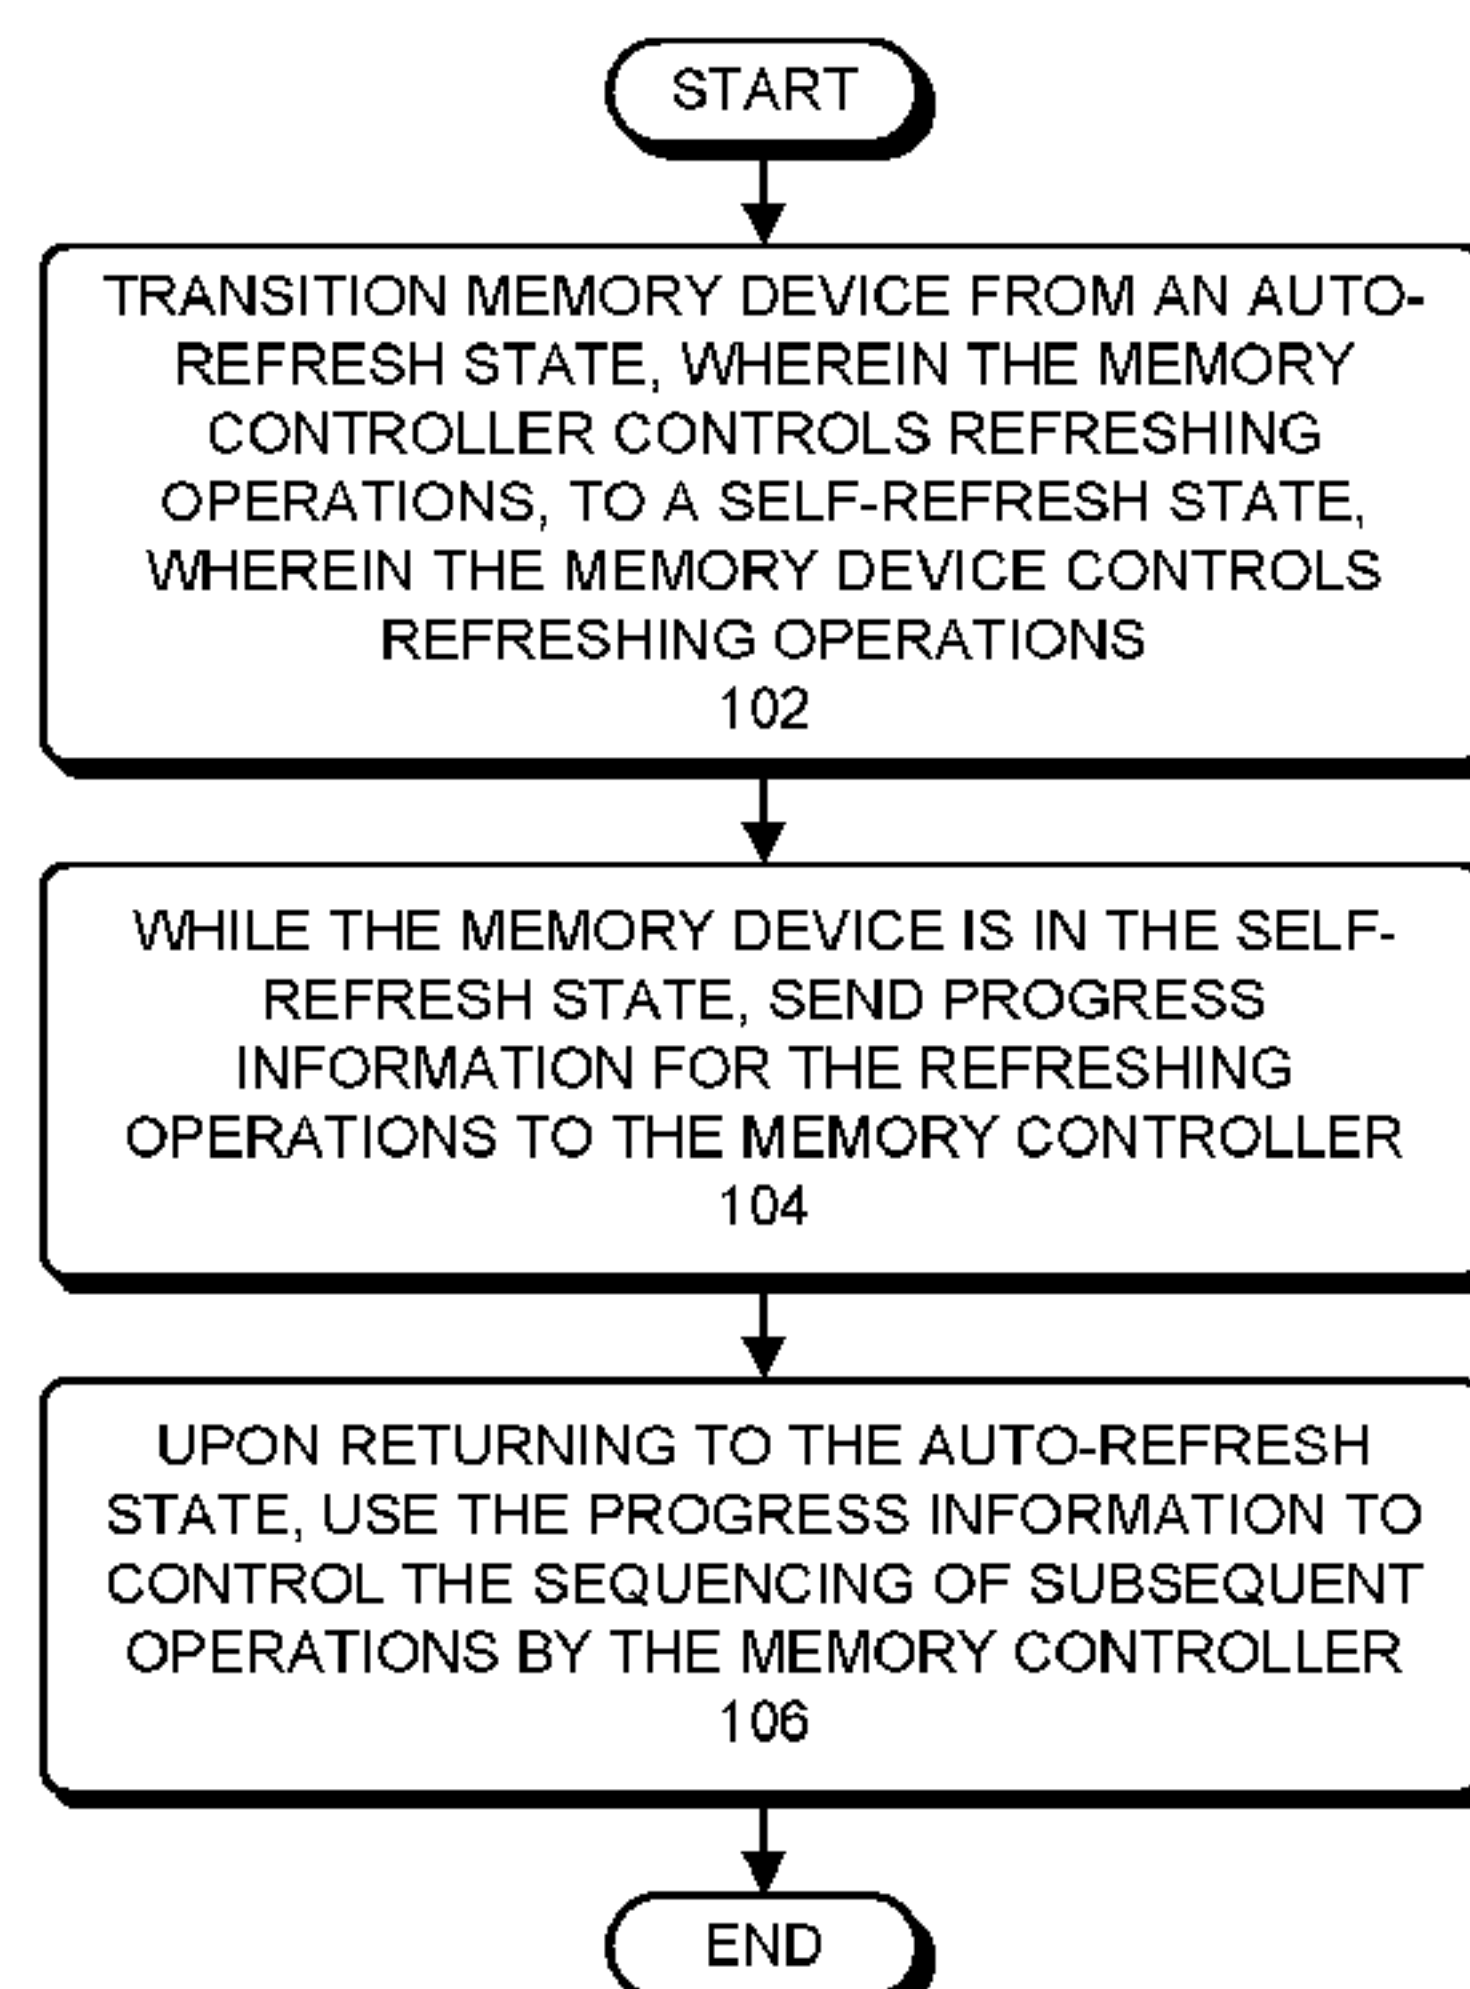 START
TRANSITION MEMORY DEVICE FROM AN AUTO-
REFRESH STATE, WHEREIN THE MEMORY
CONTROLLER CONTROLS REFRESHING
OPERATIONS, TO A SELF-REFRESH STATE,
WHEREIN THE MEMORY DEVICE CONTROLS
REFRESHING OPERATIONS
102
WHILE THE MEMORY DEVICE IS IN THE SELF-
REFRESH STATE, SEND PROGRESS
INFORMATION FOR THE REFRESHING
OPERATIONS TO THE MEMORY CONTROLLER
104
UPON RETURNING TO THE AUTO-REFRESH
STATE, USE THE PROGRESS INFORMATION TO
CONTROL THE SEQUENCING OF SUBSEQUENT
OPERATIONS BY THE MEMORY CONTROLLER
106
END